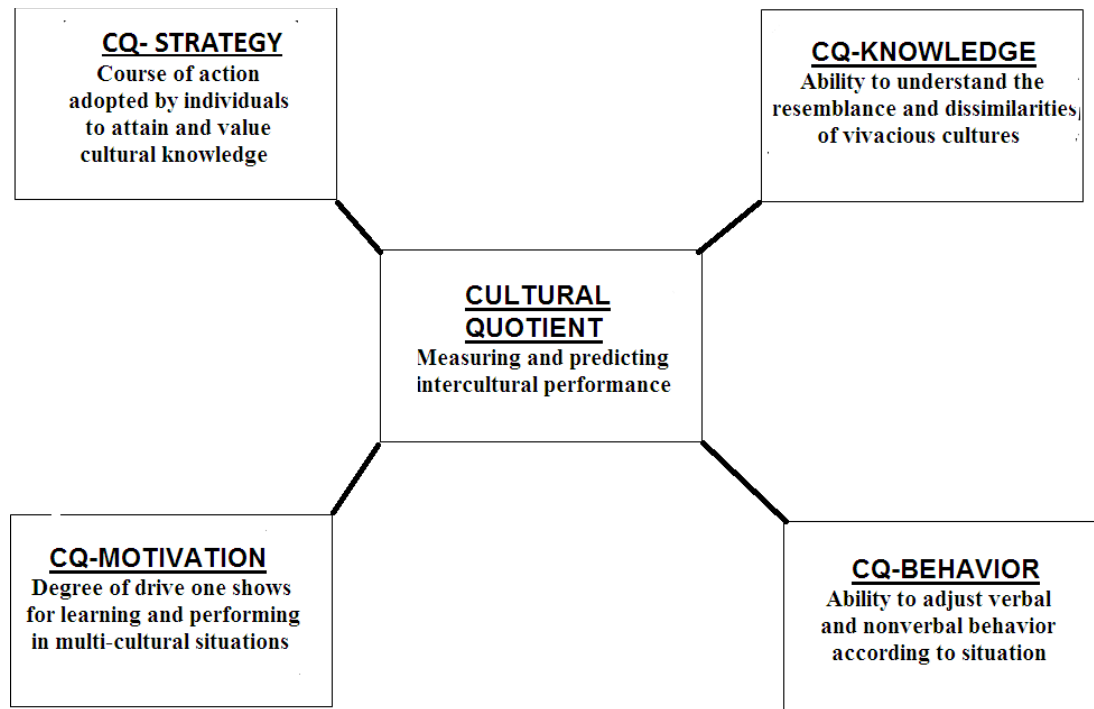 CQ- STRATEGY
Course of action
adopted by individuals
to attain and value
cultural knowledge
CQ-KNOWLEDGE
Ability to understand the
resemblance and dissimilarities
of vivacious cultures
CULTURAL
QUOTIENT
Measuring and predicting
intercultural performance
CQ-MOTIVATION
Degree of drive one shows
for learning and performing
in multi-cultural situations
CQ-BEHAVIOR
Ability to adjust verbal
and nonverbal behavior
according to situation